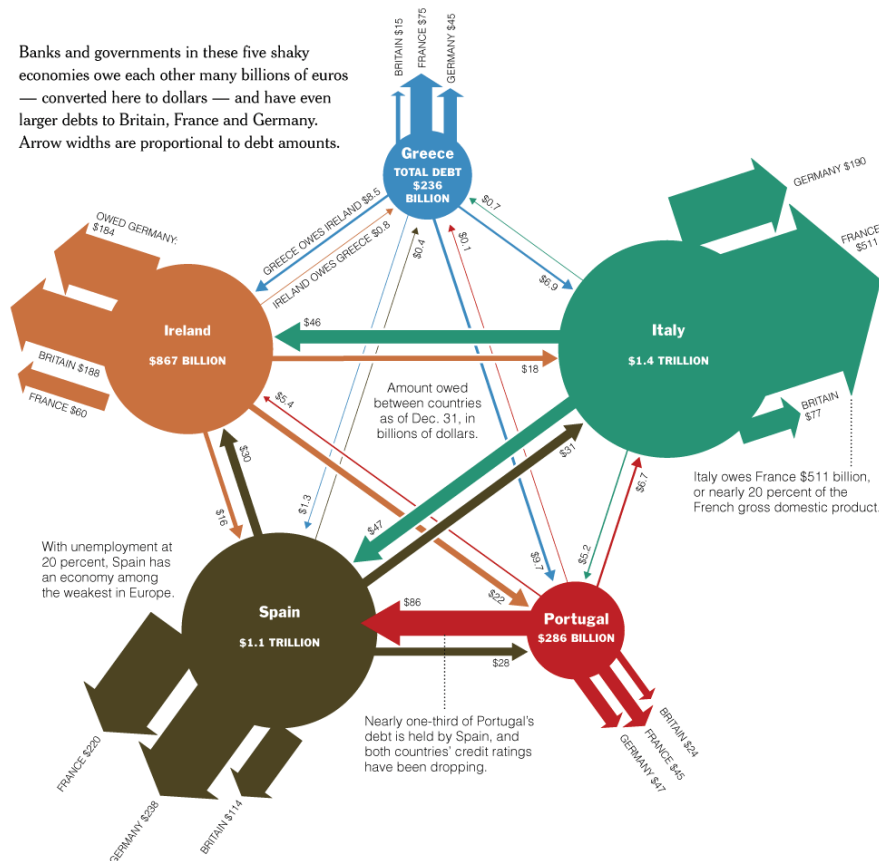 Banks and governments in these five shaky
economies owe each other many billions of euros
— converted here to dollars — and have even
larger debts to Britain, France and Germany.
Arrow widths are proportional to debt amounts.
BRITAIN $15
FRANCE $75
GERMANY $45
Greece
TOTAL DEBT
$236
BILLION
GREECE OWES IRELAND $8.5
IRELAND OWES GREECE $0.8
$0.4
$0.1
$0.7
$6.9
GERMANY $190
FRANCE
$511
OWED GERMANY:
$184
Ireland
$867 BILLION
BRITAIN $188
FRANCE $60
$46
$18
Italy
$1.4 TRILLION
BRITAIN
$77
Amount owed
between countries
as of Dec. 31, in
billions of dollars.
$5.4
$30
$16
$1.3
$47
$31
$9.7
$22
$5.2
$6.7
Italy owes France $511 billion,
or nearly 20 percent of the
French gross domestic product.
With unemployment at
20 percent, Spain has
an economy among
the weakest in Europe.
Spain
$1.1 TRILLION
$86
$28
Portugal
$286 BILLION
Nearly one-third of Portugal's
debt is held by Spain, and
both countries' credit ratings
have been dropping.
FRANCE $220
GERMANY $238
BRITAIN $114
GERMANY $47
FRANCE $45
BRITAIN $24